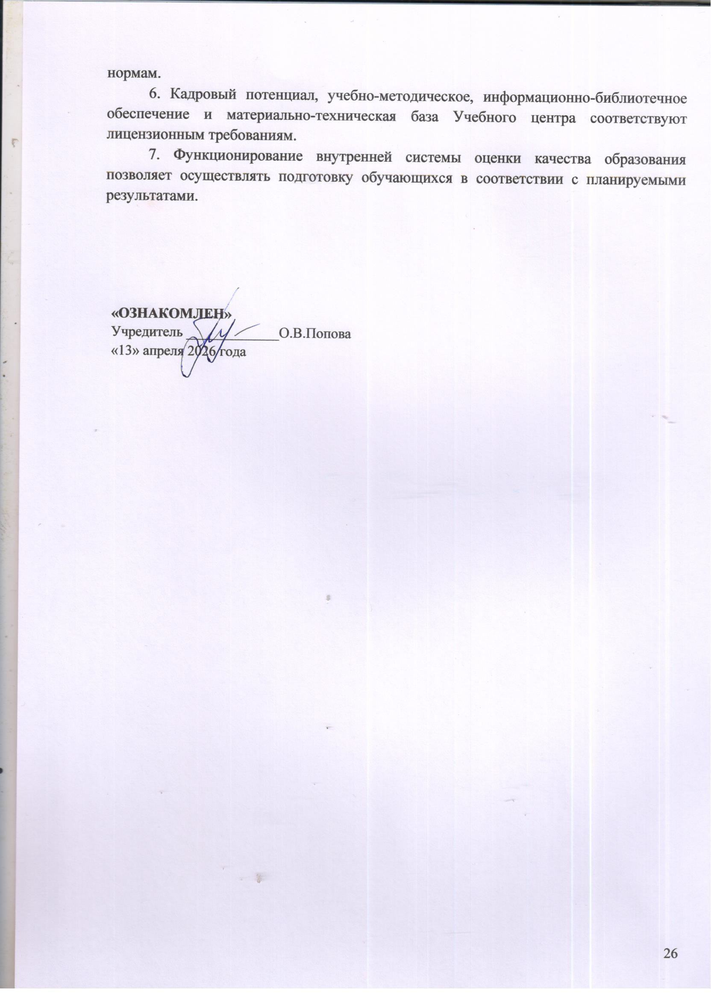 нормам.
6. Кадровый потенциал, учебно-методическое, информационно-библиотечное
обеспечение и материально-техническая база Учебного центра соответствуют
лицензионным требованиям.
7. Функционирование внутренней системы оценки качества образования
позволяет осуществлять подготовку обучающихся в соответствии с планируемыми
результатами.
«ОЗНАКОМЛЕН»
Учредитель _____________О.В.Попова
«13» апреля 2026 года
26